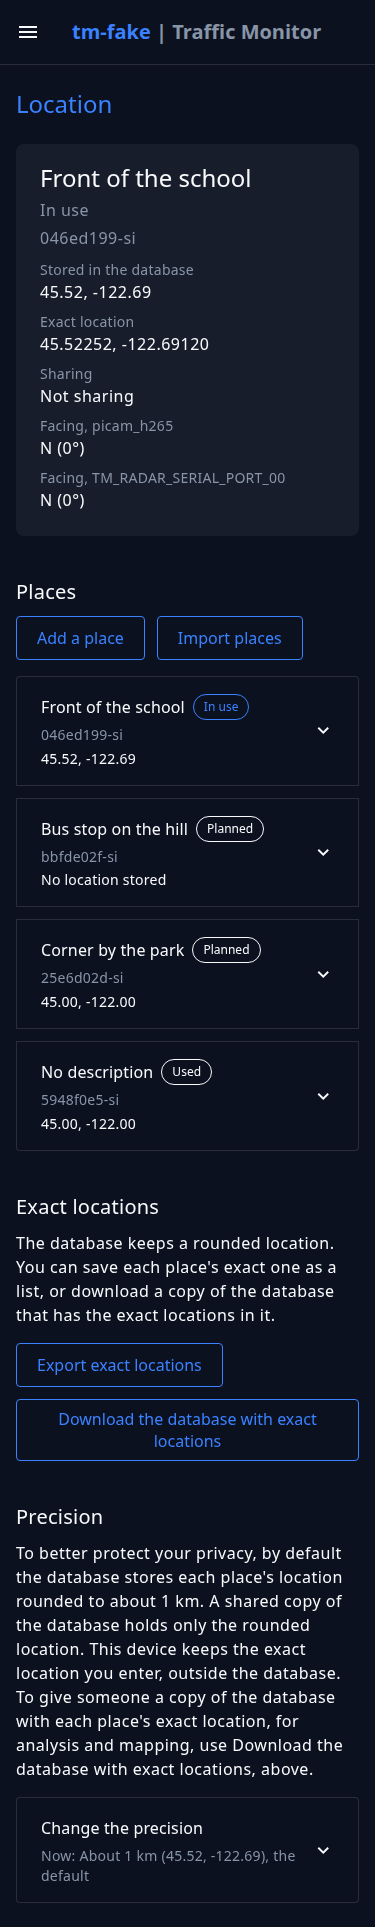 tm-fake | Traffic Monitor
Location
Front of the school
In use
046ed199-si
Stored in the database
45.52, -122.69
Exact location
45.52252, -122.69120
Sharing
Not sharing
Facing, picam_h265
N (0°)
Facing, TM_RADAR_SERIAL_PORT_00
N (0°)
Places
Add a place
Import places
Front of the school In use
046ed199-si
45.52, -122.69
Bus stop on the hill Planned
bbfde02f-si
No location stored
Corner by the park Planned
25e6d02d-si
45.00, -122.00
No description Used
5948f0e5-si
45.00, -122.00
Exact locations
The database keeps a rounded location.
You can save each place's exact one as a
list, or download a copy of the database
that has the exact locations in it.
Export exact locations
Download the database with exact
locations
Precision
To better protect your privacy, by default
the database stores each place's location
rounded to about 1 km. A shared copy of
the database holds only the rounded
location. This device keeps the exact
location you enter, outside the database.
To give someone a copy of the database
with each place's exact location, for
analysis and mapping, use Download the
database with exact locations, above.
Change the precision
Now: About 1 km (45.52, -122.69), the
default